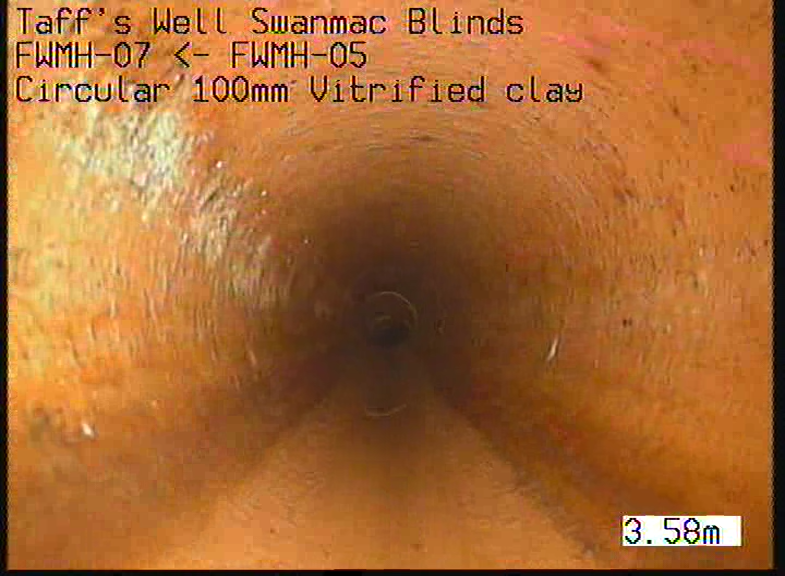 Taff's Well Swanmac Blinds
FWMH-07 <- FWMH-05
Circular 100mm Vitrified clay
3.58m